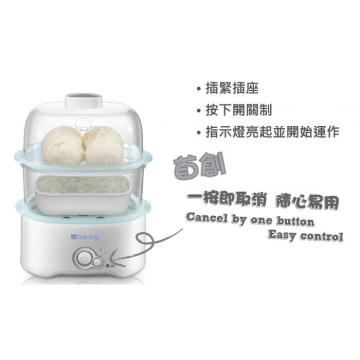 • 插緊插座
• 按下開關制
• 指示燈亮起並開始運作
首創
一按即取消 隨心易用
Cancel by one button
Easy control